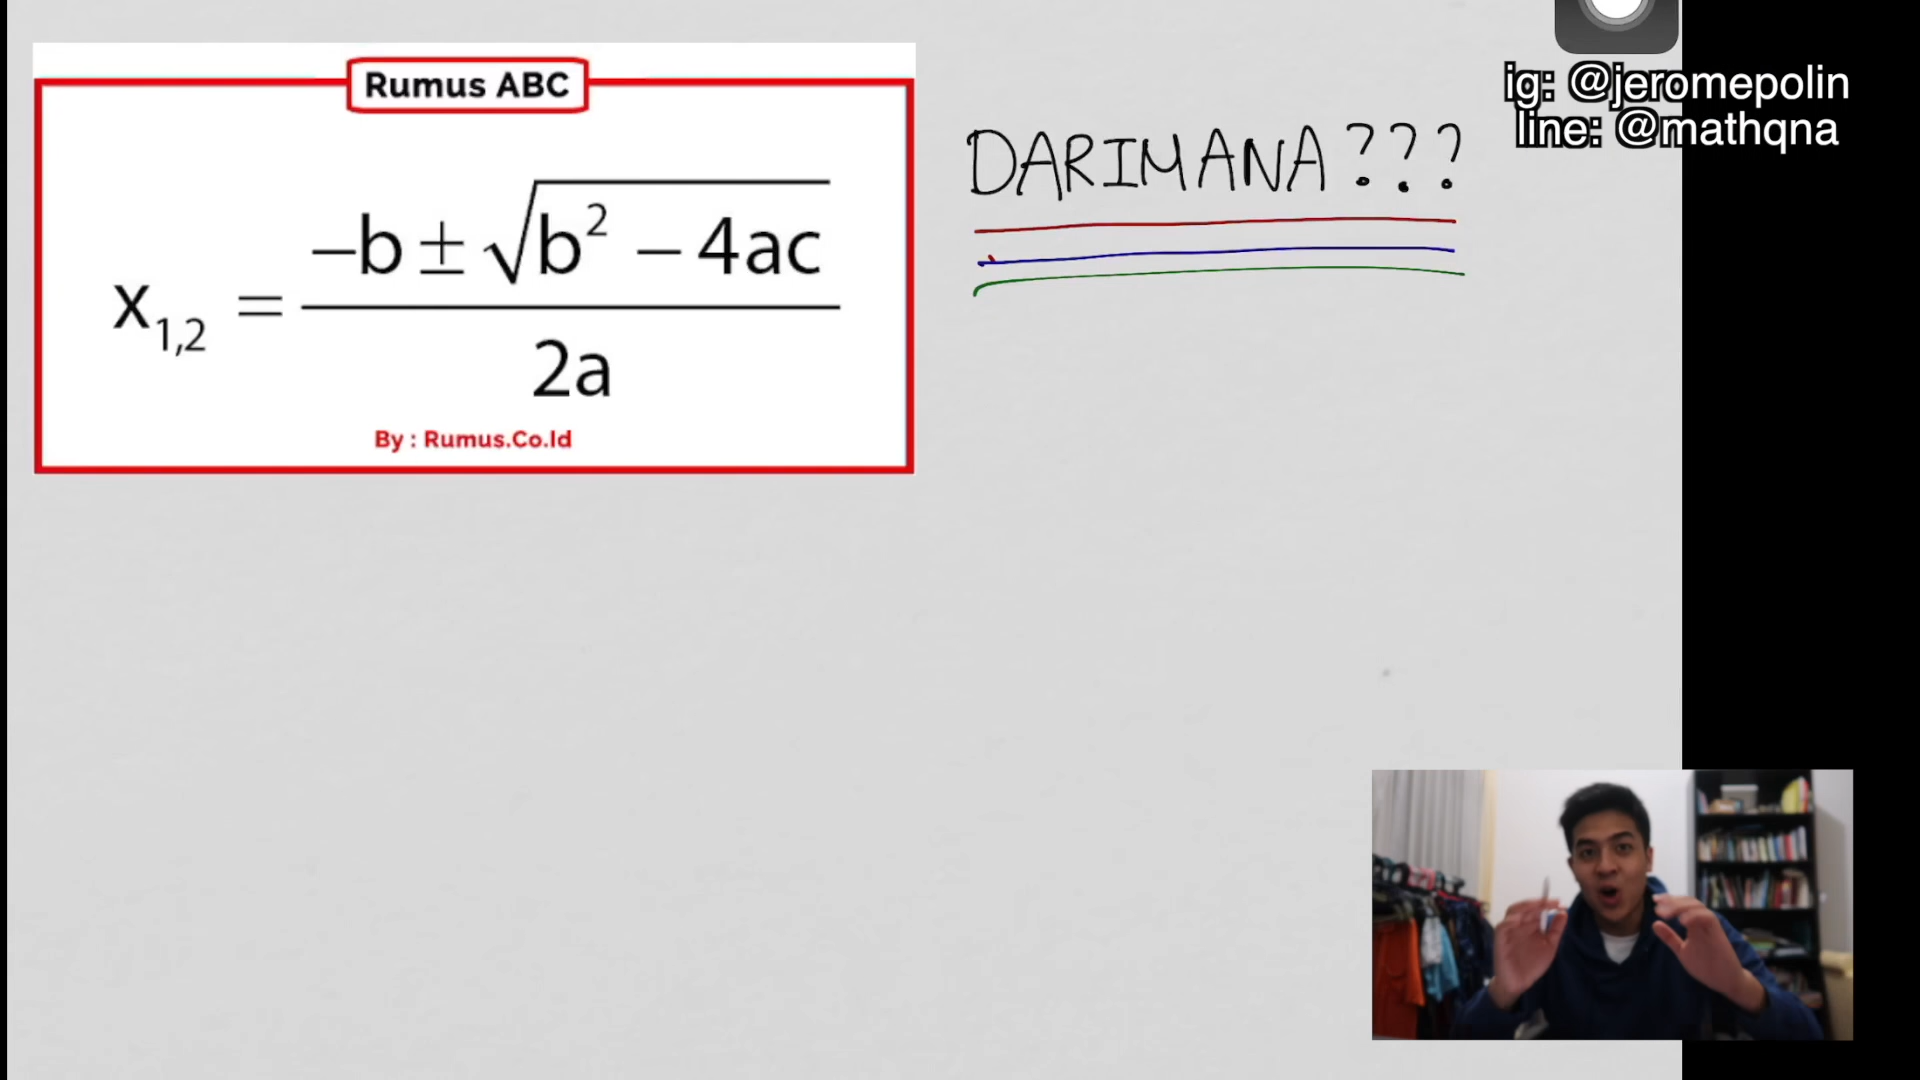 Rumus ABC
x1,2 = −b ± √b² − 4ac / 2a
By : Rumus.Co.Id
DARIMANA???
ig: @jeromepolin
line: @mathqna